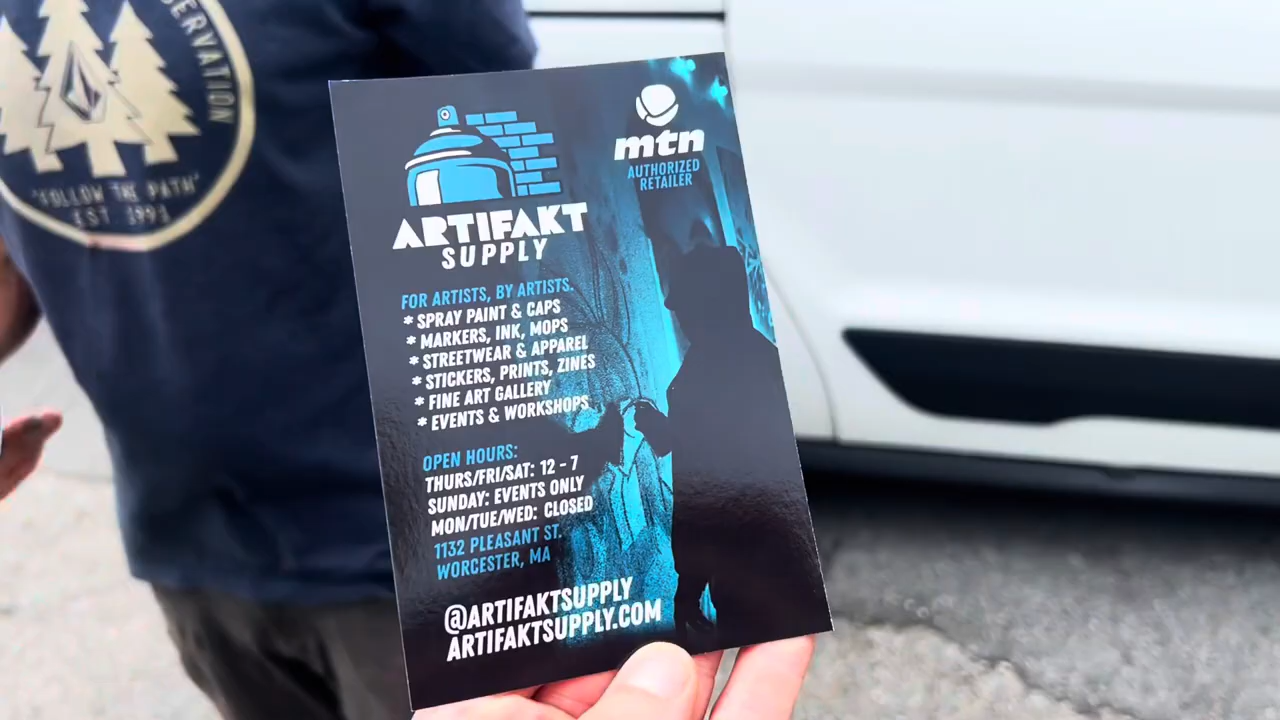 ERVATION
"FOLLOW THE PATH"
EST 1991
mtn
AUTHORIZED
RETAILER
ARTIFAKT
SUPPLY
FOR ARTISTS, BY ARTISTS.
* SPRAY PAINT & CAPS
* MARKERS, INK, MOPS
* STREETWEAR & APPAREL
* STICKERS, PRINTS, ZINES
* FINE ART GALLERY
* EVENTS & WORKSHOPS
OPEN HOURS:
THURS/FRI/SAT: 12 - 7
SUNDAY: EVENTS ONLY
MON/TUE/WED: CLOSED
1132 PLEASANT ST.
WORCESTER, MA
@ARTIFAKTSUPPLY
ARTIFAKTSUPPLY.COM